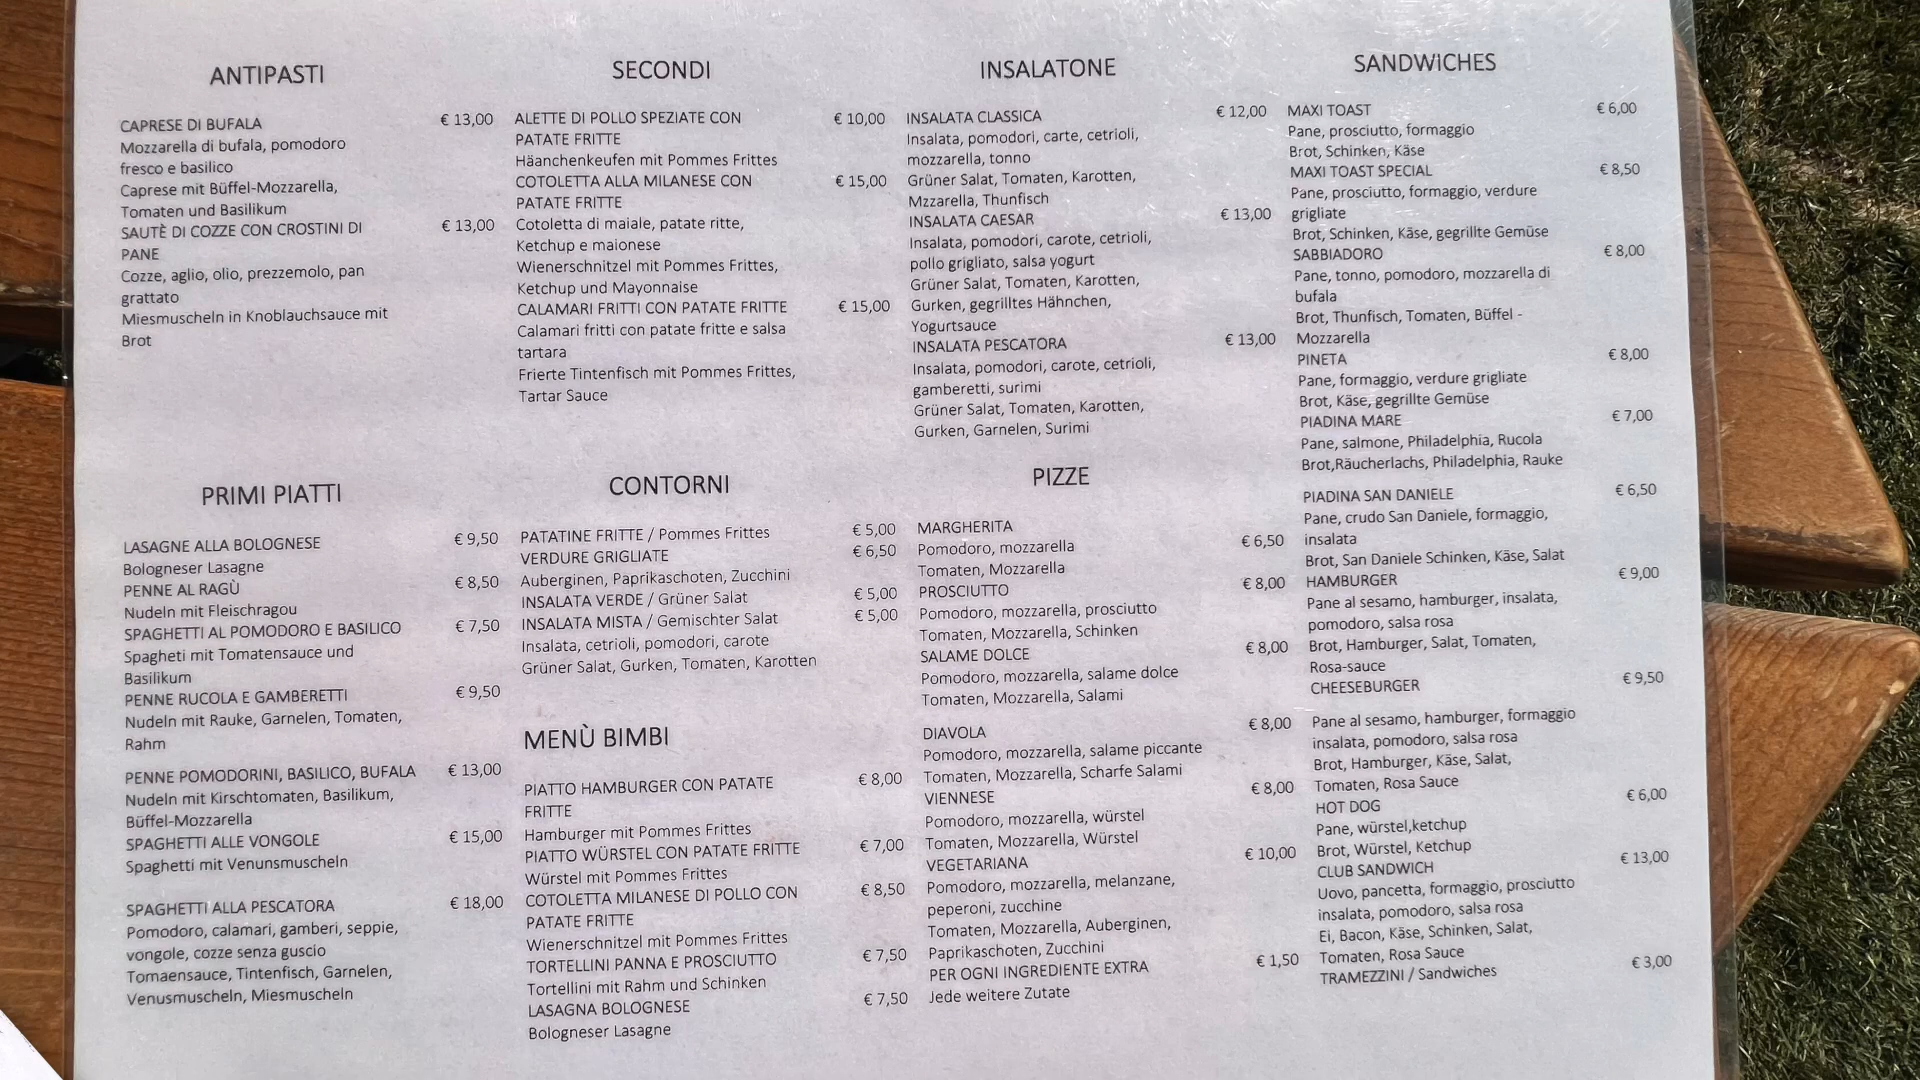 ANTIPASTI
CAPRESE DI BUFALA € 13,00
Mozzarella di bufala, pomodoro
fresco e basilico
Caprese mit Büffel-Mozzarella,
Tomaten und Basilikum
SAUTÈ DI COZZE CON CROSTINI DI € 13,00
PANE
Cozze, aglio, olio, prezzemolo, pan
grattato
Miesmuscheln in Knoblauchsauce mit
Brot
PRIMI PIATTI
LASAGNE ALLA BOLOGNESE € 9,50
Bologneser Lasagne
PENNE AL RAGÙ € 8,50
Nudeln mit Fleischragou
SPAGHETTI AL POMODORO E BASILICO € 7,50
Spagheti mit Tomatensauce und
Basilikum
PENNE RUCOLA E GAMBERETTI € 9,50
Nudeln mit Rauke, Garnelen, Tomaten,
Rahm
PENNE POMODORINI, BASILICO, BUFALA € 13,00
Nudeln mit Kirschtomaten, Basilikum,
Büffel-Mozzarella
SPAGHETTI ALLE VONGOLE € 15,00
Spaghetti mit Venunsmuscheln
SPAGHETTI ALLA PESCATORA € 18,00
Pomodoro, calamari, gamberi, seppie,
vongole, cozze senza guscio
Tomaensauce, Tintenfisch, Garnelen,
Venusmuscheln, Miesmuscheln
SECONDI
ALETTE DI POLLO SPEZIATE CON € 10,00
PATATE FRITTE
Häanchenkeufen mit Pommes Frittes
COTOLETTA ALLA MILANESE CON € 15,00
PATATE FRITTE
Cotoletta di maiale, patate ritte,
Ketchup e maionese
Wienerschnitzel mit Pommes Frittes,
Ketchup und Mayonnaise
CALAMARI FRITTI CON PATATE FRITTE € 15,00
Calamari fritti con patate fritte e salsa
tartara
Frierte Tintenfisch mit Pommes Frittes,
Tartar Sauce
CONTORNI
PATATINE FRITTE / Pommes Frittes € 5,00
VERDURE GRIGLIATE € 6,50
Auberginen, Paprikaschoten, Zucchini
INSALATA VERDE / Grüner Salat € 5,00
INSALATA MISTA / Gemischter Salat € 5,00
Insalata, cetrioli, pomodori, carote
Grüner Salat, Gurken, Tomaten, Karotten
MENÙ BIMBI
PIATTO HAMBURGER CON PATATE € 8,00
FRITTE
Hamburger mit Pommes Frittes
PIATTO WÜRSTEL CON PATATE FRITTE € 7,00
Würstel mit Pommes Frittes
COTOLETTA MILANESE DI POLLO CON € 8,50
PATATE FRITTE
Wienerschnitzel mit Pommes Frittes
TORTELLINI PANNA E PROSCIUTTO € 7,50
Tortellini mit Rahm und Schinken
LASAGNA BOLOGNESE € 7,50
Bologneser Lasagne
INSALATONE
INSALATA CLASSICA € 12,00
Insalata, pomodori, carte, cetrioli,
mozzarella, tonno
Grüner Salat, Tomaten, Karotten,
Mzzarella, Thunfisch
INSALATA CAESAR € 13,00
Insalata, pomodori, carote, cetrioli,
pollo grigliato, salsa yogurt
Grüner Salat, Tomaten, Karotten,
Gurken, gegrilltes Hähnchen,
Yogurtsauce
INSALATA PESCATORA € 13,00
Insalata, pomodori, carote, cetrioli,
gamberetti, surimi
Grüner Salat, Tomaten, Karotten,
Gurken, Garnelen, Surimi
PIZZE
MARGHERITA € 6,50
Pomodoro, mozzarella
Tomaten, Mozzarella
PROSCIUTTO € 8,00
Pomodoro, mozzarella, prosciutto
Tomaten, Mozzarella, Schinken
SALAME DOLCE € 8,00
Pomodoro, mozzarella, salame dolce
Tomaten, Mozzarella, Salami
DIAVOLA € 8,00
Pomodoro, mozzarella, salame piccante
Tomaten, Mozzarella, Scharfe Salami
VIENNESE € 8,00
Pomodoro, mozzarella, würstel
Tomaten, Mozzarella, Würstel
VEGETARIANA € 10,00
Pomodoro, mozzarella, melanzane,
peperoni, zucchine
Tomaten, Mozzarella, Auberginen,
Paprikaschoten, Zucchini
PER OGNI INGREDIENTE EXTRA € 1,50
Jede weitere Zutate
SANDWICHES
MAXI TOAST € 6,00
Pane, prosciutto, formaggio
Brot, Schinken, Käse
MAXI TOAST SPECIAL € 8,50
Pane, prosciutto, formaggio, verdure
grigliate
Brot, Schinken, Käse, gegrillte Gemüse
SABBIADORO € 8,00
Pane, tonno, pomodoro, mozzarella di
bufala
Brot, Thunfisch, Tomaten, Büffel -
Mozzarella
PINETA € 8,00
Pane, formaggio, verdure grigliate
Brot, Käse, gegrillte Gemüse
PIADINA MARE € 7,00
Pane, salmone, Philadelphia, Rucola
Brot,Räucherlachs, Philadelphia, Rauke
PIADINA SAN DANIELE € 6,50
Pane, crudo San Daniele, formaggio,
insalata
Brot, San Daniele Schinken, Käse, Salat
HAMBURGER € 9,00
Pane al sesamo, hamburger, insalata,
pomodoro, salsa rosa
Brot, Hamburger, Salat, Tomaten,
Rosa-sauce
CHEESEBURGER € 9,50
Pane al sesamo, hamburger, formaggio
insalata, pomodoro, salsa rosa
Brot, Hamburger, Käse, Salat,
Tomaten, Rosa Sauce
HOT DOG € 6,00
Pane, würstel,ketchup
Brot, Würstel, Ketchup
CLUB SANDWICH € 13,00
Uovo, pancetta, formaggio, prosciutto
insalata, pomodoro, salsa rosa
Ei, Bacon, Käse, Schinken, Salat,
Tomaten, Rosa Sauce
TRAMEZZINI / Sandwiches € 3,00